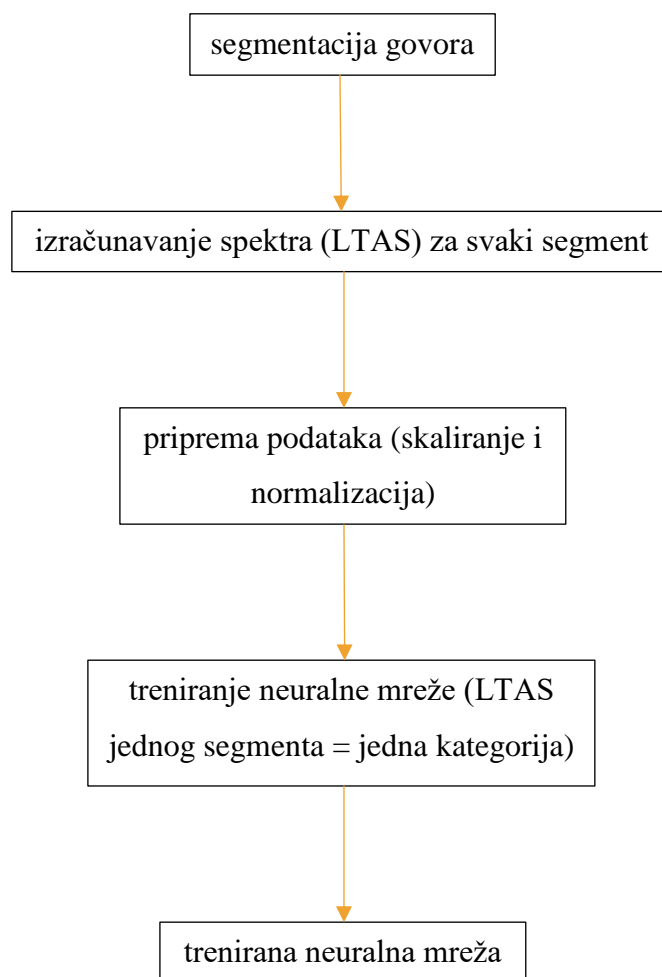 segmentacija govora
izračunavanje spektra (LTAS) za svaki segment
priprema podataka (skaliranje i
normalizacija)
treniranje neuralne mreže (LTAS
jednog segmenta = jedna kategorija)
trenirana neuralna mreža